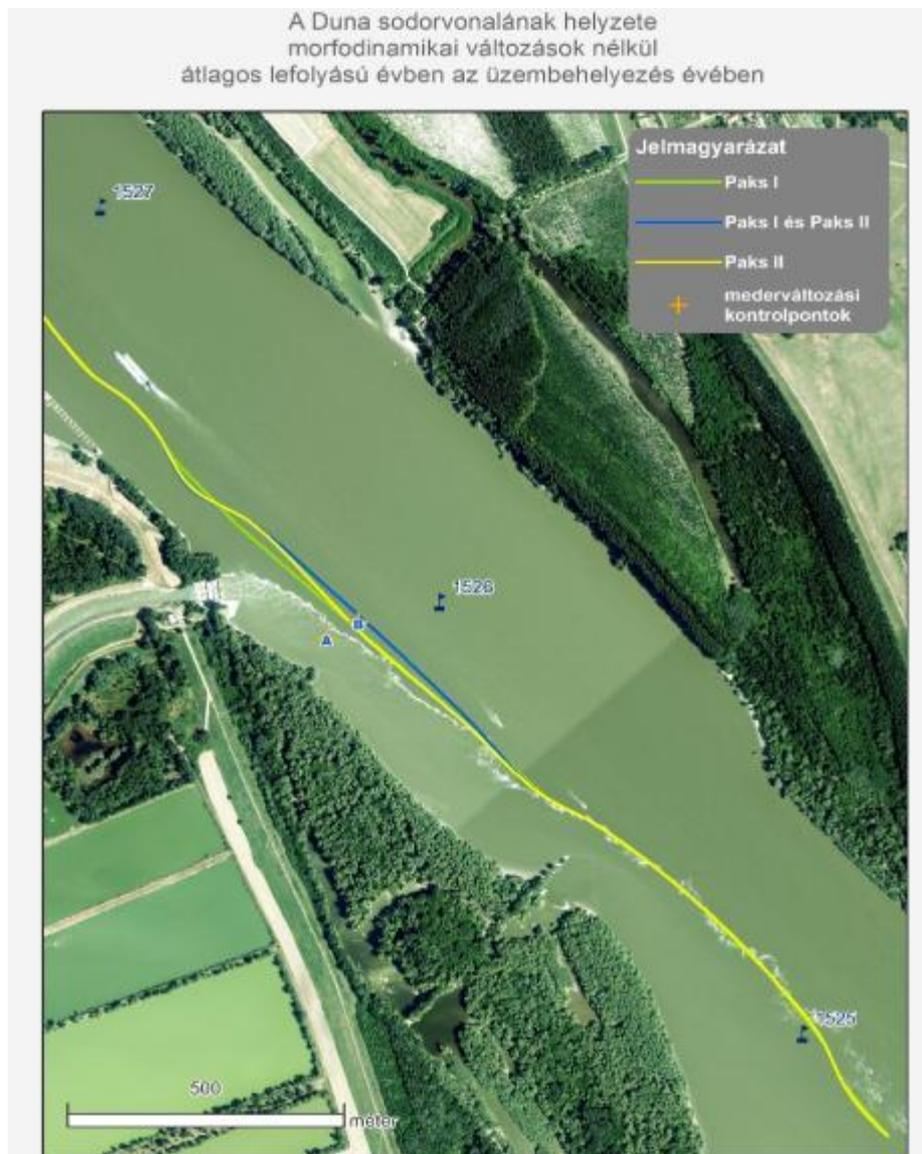 A Duna sodorvonalának helyzete
morfodinamikai változások nélkül
átlagos lefolyású évben az üzembehelyezés évében
Jelmagyarázat
Paks I
Paks I és Paks II
Paks II
mederváltozási
kontrolpontok
1527
1526
B
A
1525
500
méter